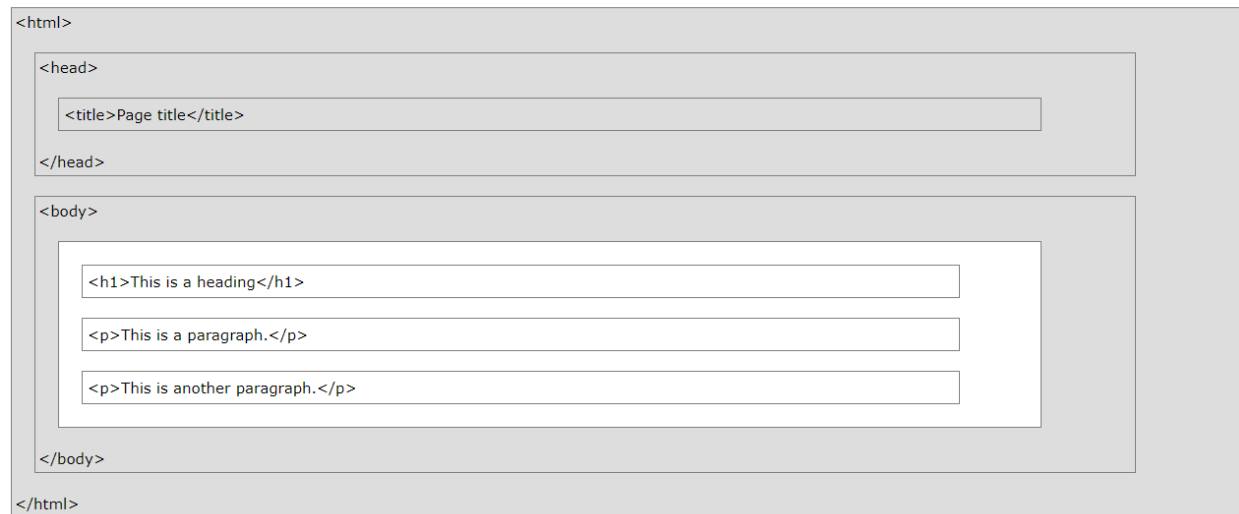 <html>
<head>
<title>Page title</title>
</head>
<body>
<h1>This is a heading</h1>
<p>This is a paragraph.</p>
<p>This is another paragraph.</p>
</body>
</html>